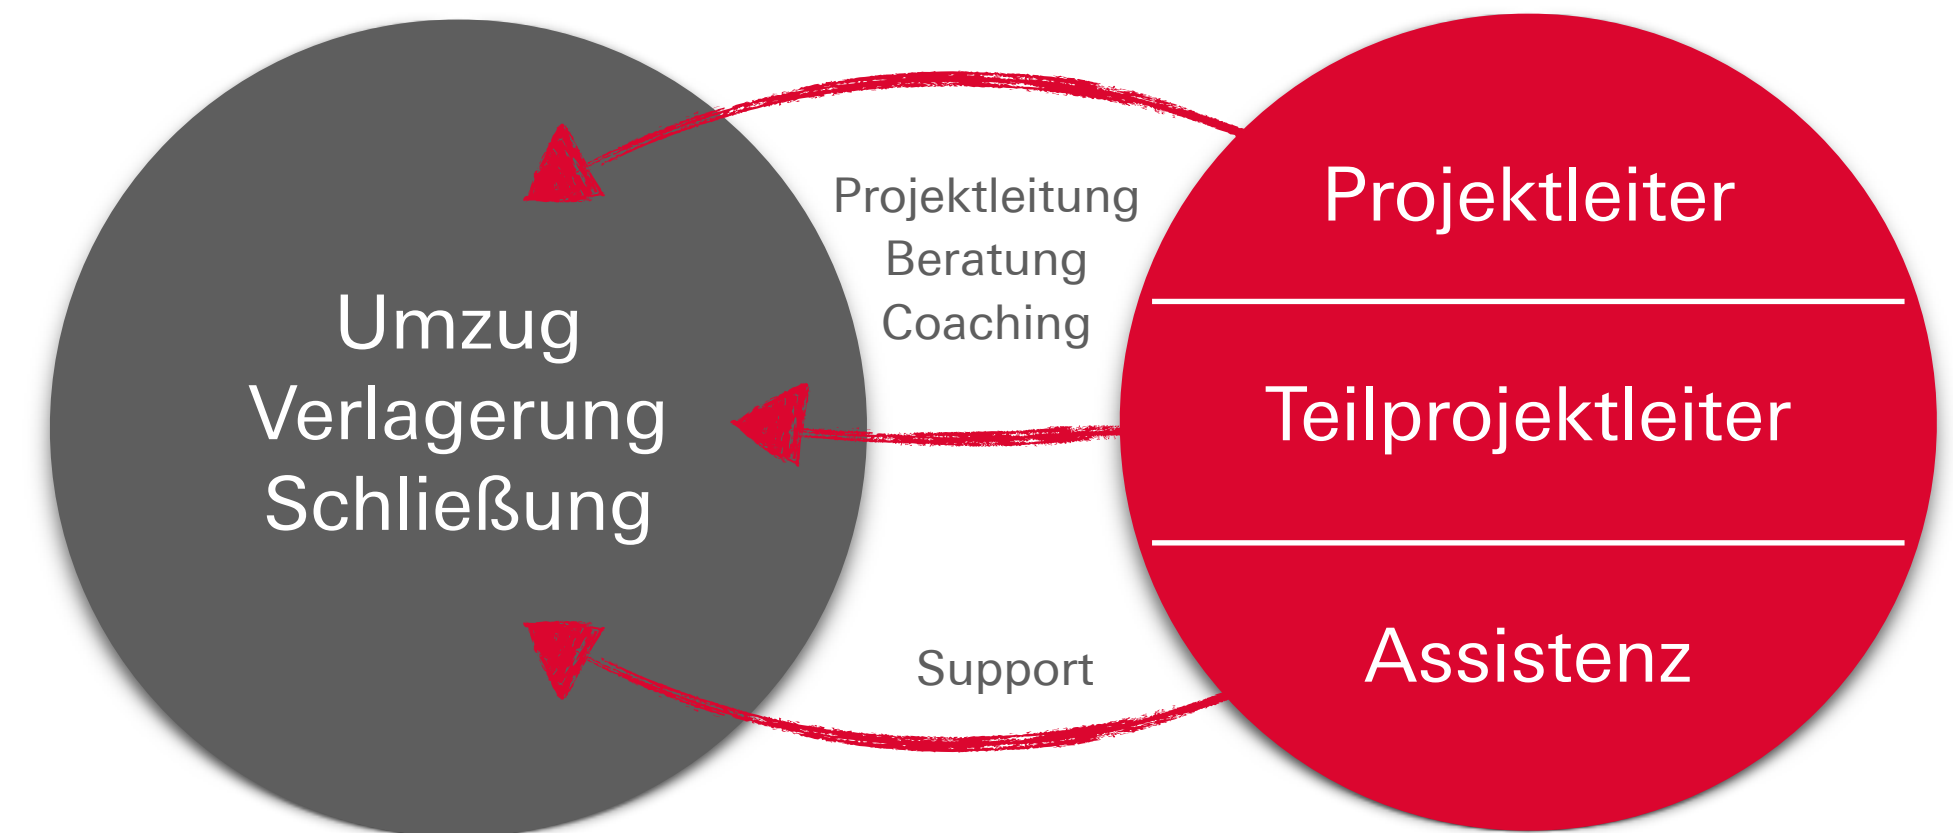 Umzug
Verlagerung
Schließung
Projektleitung
Beratung
Coaching
Support
Projektleiter
Teilprojektleiter
Assistenz